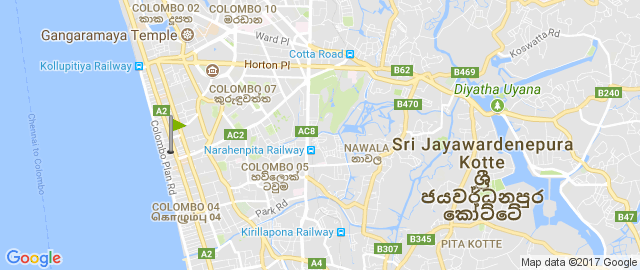 COLOMBO 02
කොළඹ දූපත
COLOMBO 10
මරදාන
Gangaramaya Temple
Ward Pl
Cotta Road
Koswatta Rd
Kollupitiya Railway
Horton Pl
B62
B469
COLOMBO 07
කුරුඳුවත්ත
Diyatha Uyana
B240
B470
A2
AC2
AC8
Colombo Plan Rd
Chennai to Colombo
Narahenpita Railway
NAWALA
නාවල
Sri Jayawardenepura
Kotte
ශ්‍රී
ජයවර්ධනපුර
කෝට්ටේ
COLOMBO 05
හැව්ලොක්
ටවුම
COLOMBO 04
கொழும்பு 04
Park Rd
Kirillapona Railway
A2
A4
B307
B345
B47
PITA KOTTE
Google
Map data ©2017 Google